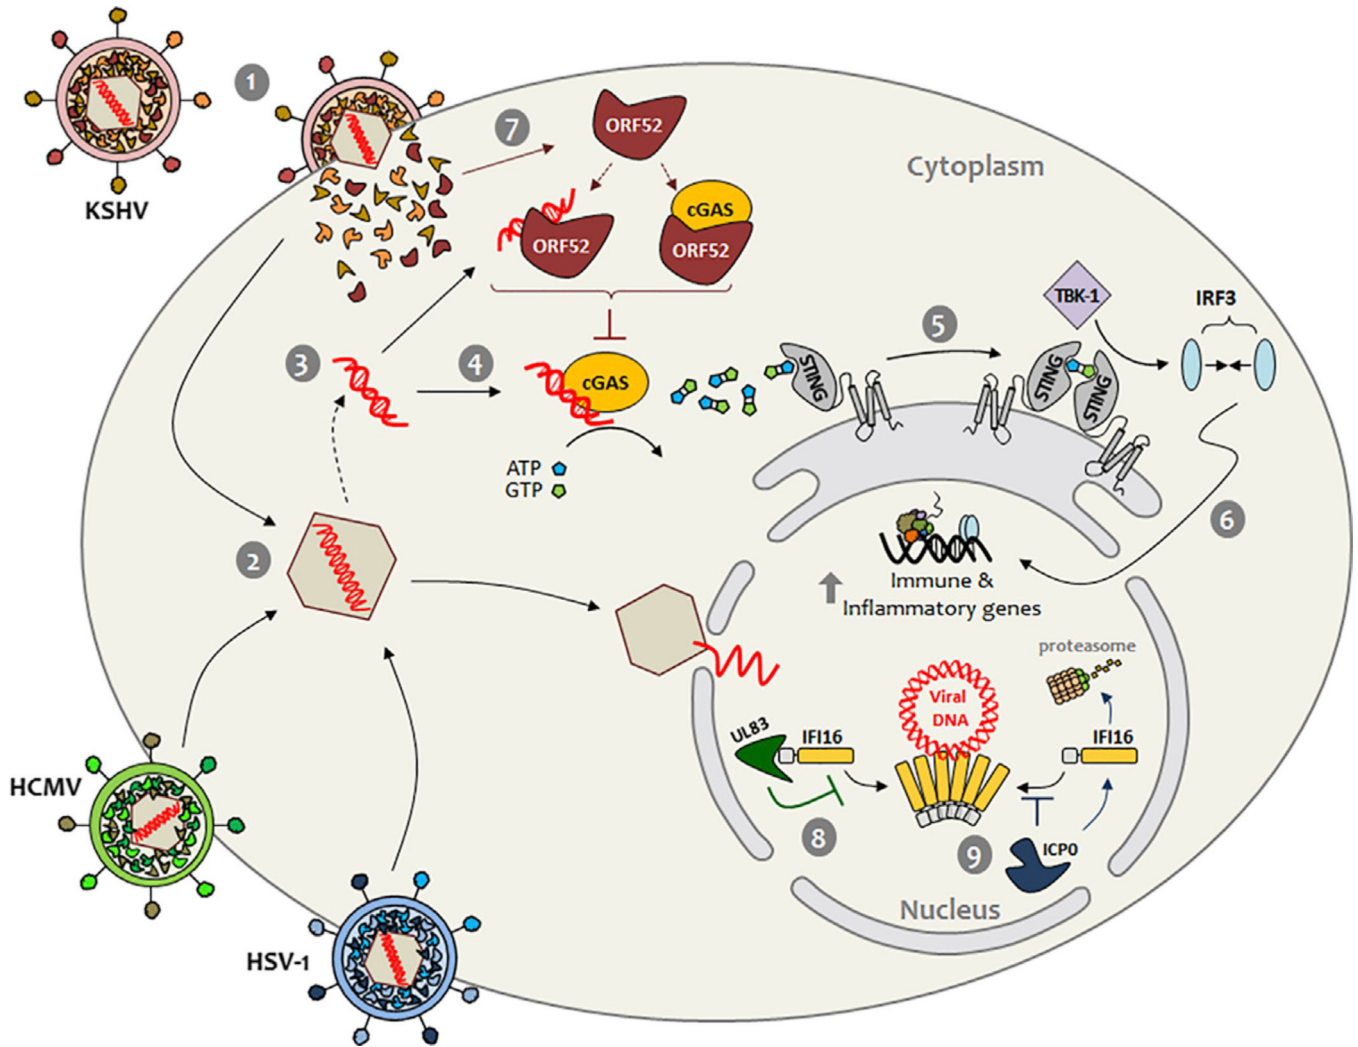 1
KSHV
7
ORF52
Cytoplasm
cGAS
ORF52
ORF52
TBK-1
IRF3
5
3
4
cGAS
STING
STING
STING
ATP
GTP
6
2
Immune &
Inflammatory genes
proteasome
Viral
DNA
UL83
IFI16
IFI16
HCMV
8
9
ICP0
Nucleus
HSV-1